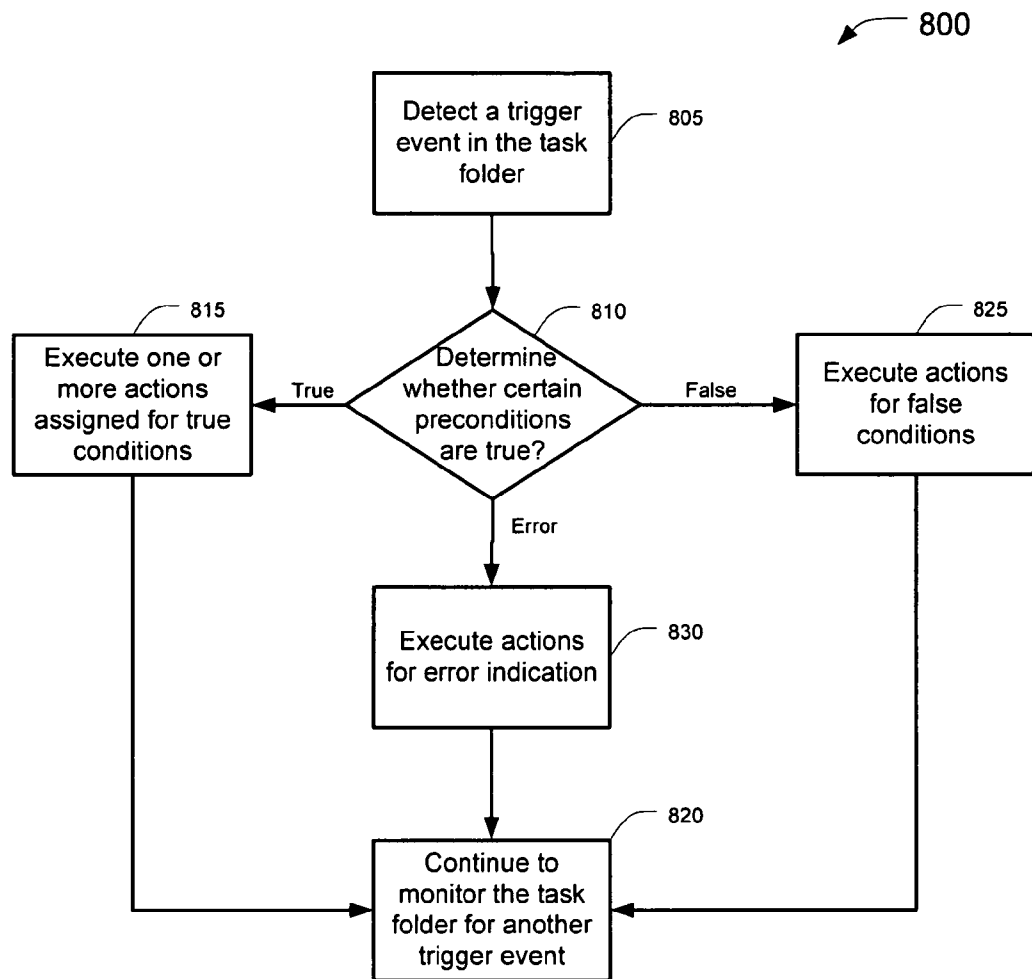 800
Detect a trigger
event in the task
folder
805
810
Determine
whether certain
preconditions
are true?
True
False
Error
815
Execute one or
more actions
assigned for true
conditions
825
Execute actions
for false
conditions
Execute actions
for error indication
830
820
Continue to
monitor the task
folder for another
trigger event